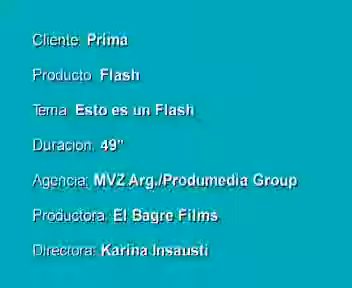 Cliente: Prima
Producto: Flash
Tema: Esto es un Flash
Duracion: 49"
Agencia: MVZ Arg./Produmedia Group
Productora: El Bagre Films
Directora: Karina Insausti